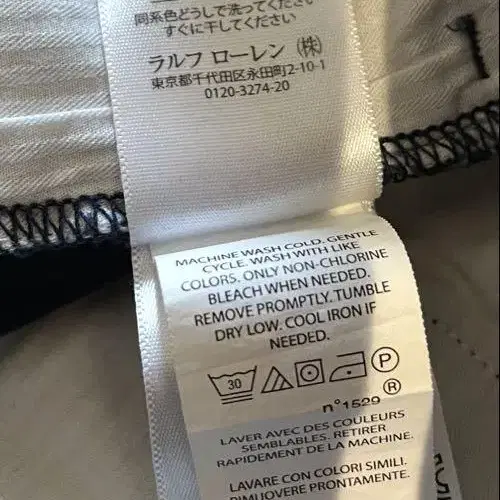 同系色どうしで洗ってください
すぐに干してください
ラルフ ローレン (株)
東京都千代田区永田町2-10-1
0120-3274-20
MACHINE WASH COLD. GENTLE
CYCLE. WASH WITH LIKE
COLORS. ONLY NON-CHLORINE
BLEACH WHEN NEEDED.
REMOVE PROMPTLY. TUMBLE
DRY LOW. COOL IRON IF
NEEDED.
30 P
®
n°1529
LAVER AVEC DES COULEURS
SEMBLABLES. RETIRER
RAPIDEMENT DE LA MACHINE.
LAVARE CON COLORI SIMILI.
RIMUOVERE PRONTAMENTE.